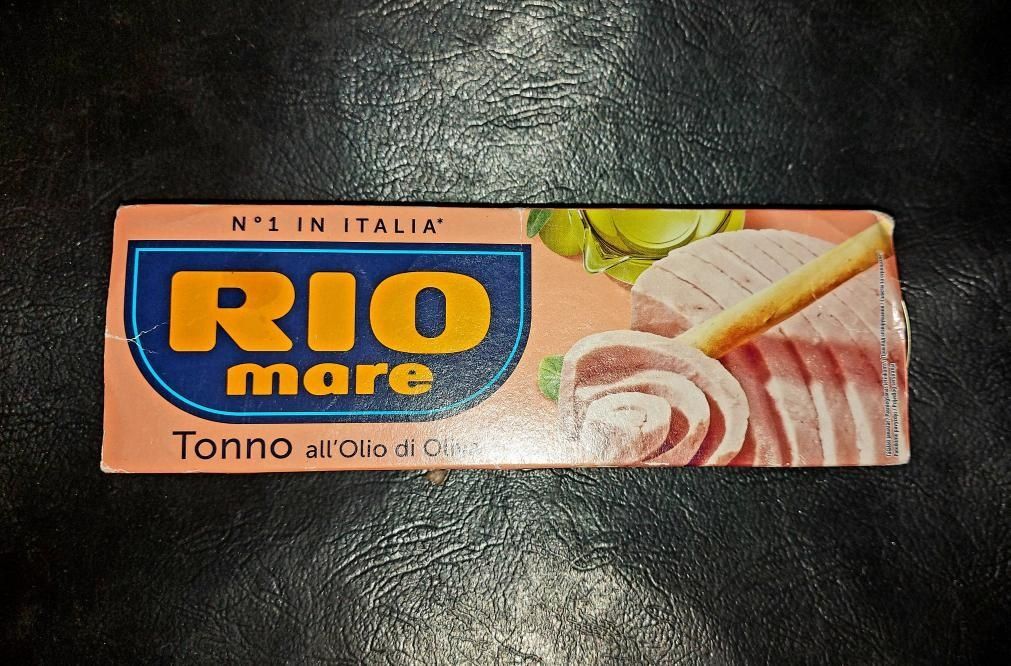 N°1 IN ITALIA*
RIO
mare
Tonno all'Olio di Oliva